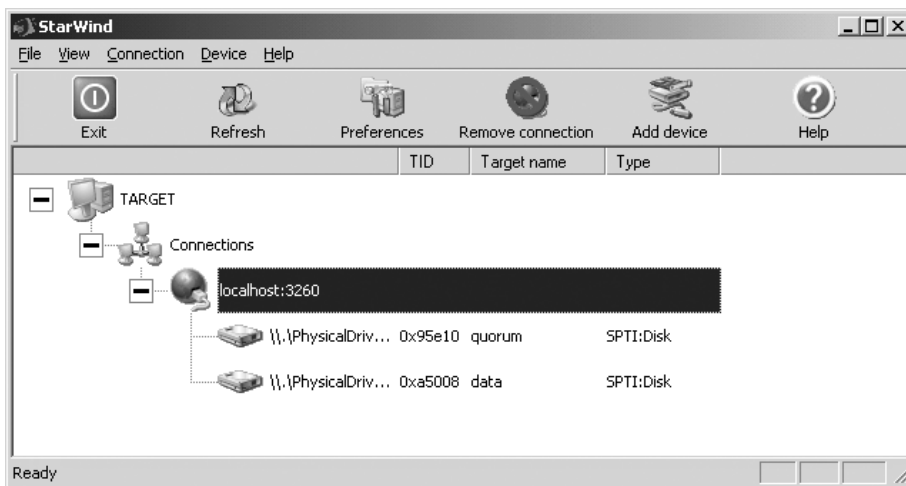 StarWind
File View Connection Device Help
Exit Refresh Preferences Remove connection Add device Help
TID Target name Type
TARGET
Connections
localhost:3260
\\.\PhysicalDriv... 0x95e10 quorum SPTI:Disk
\\.\PhysicalDriv... 0xa5008 data SPTI:Disk
Ready